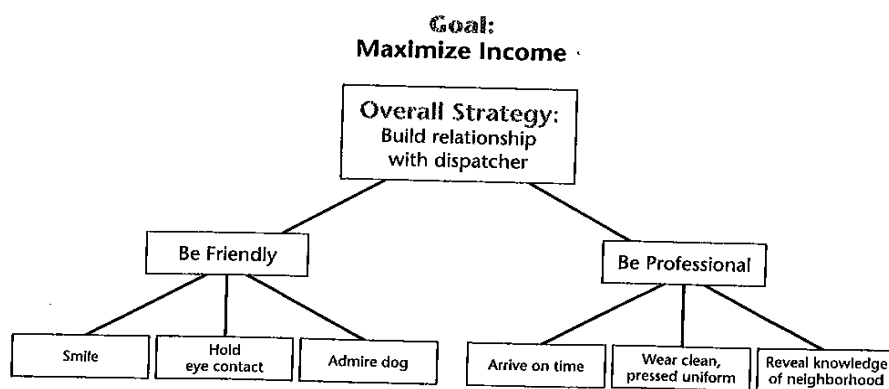 Goal:
Maximize Income
Overall Strategy:
Build relationship
with dispatcher
Be Friendly
Be Professional
Smile
Hold
eye contact
Admire dog
Arrive on time
Wear clean,
pressed uniform
Reveal knowledge
of neighborhood